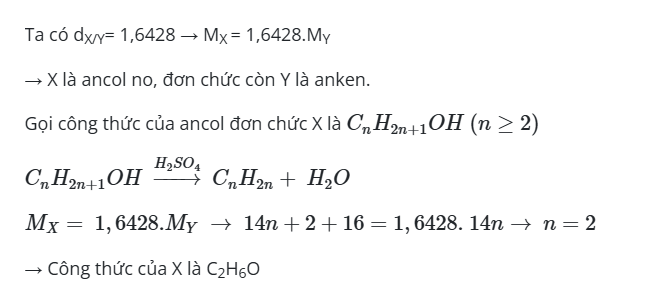 Ta có dX/Y= 1,6428 → MX = 1,6428.MY
→ X là ancol no, đơn chức còn Y là anken.
Gọi công thức của ancol đơn chức X là CnH2n+1OH (n ≥ 2)
CnH2n+1OH H2SO4→ CnH2n + H2O
MX = 1,6428.MY → 14n + 2 + 16 = 1,6428. 14n → n = 2
→ Công thức của X là C2H6O